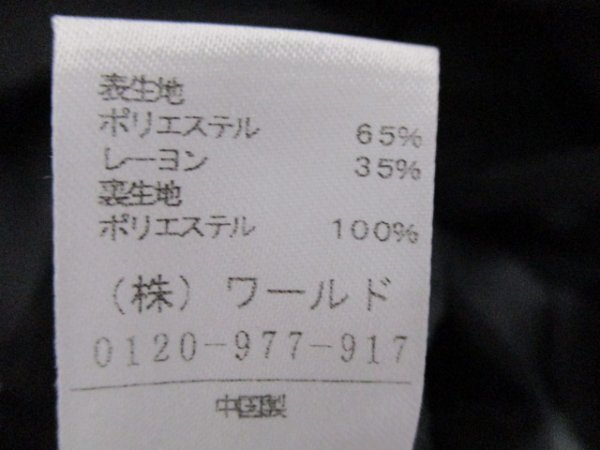 表生地
ポリエステル 65%
レーヨン 35%
裏生地
ポリエステル 100%
(株) ワールド
0120-977-917
中国製